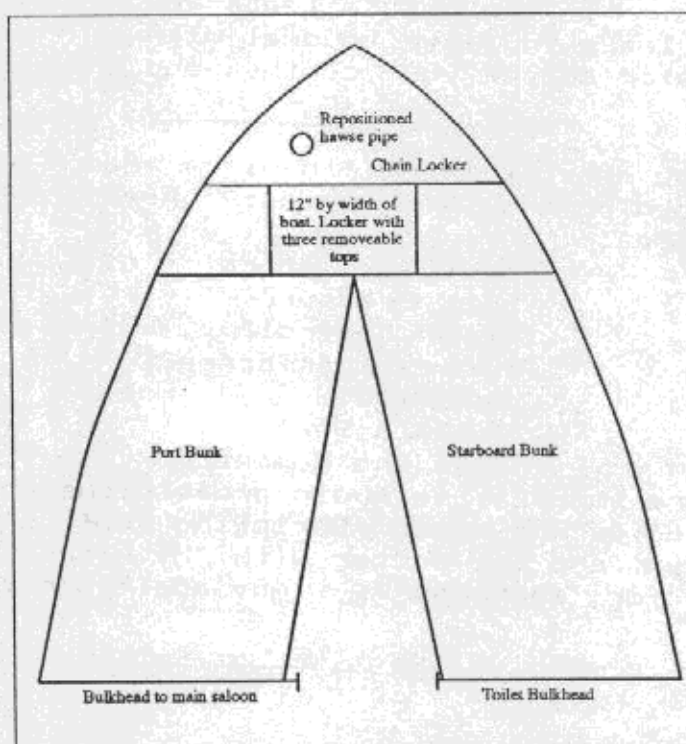 Repositioned
hawse pipe
Chain Locker
12" by width of
boat. Locker with
three removeable
tops
Port Bunk
Starboard Bunk
Bulkhead to main saloon
Toilet Bulkhead